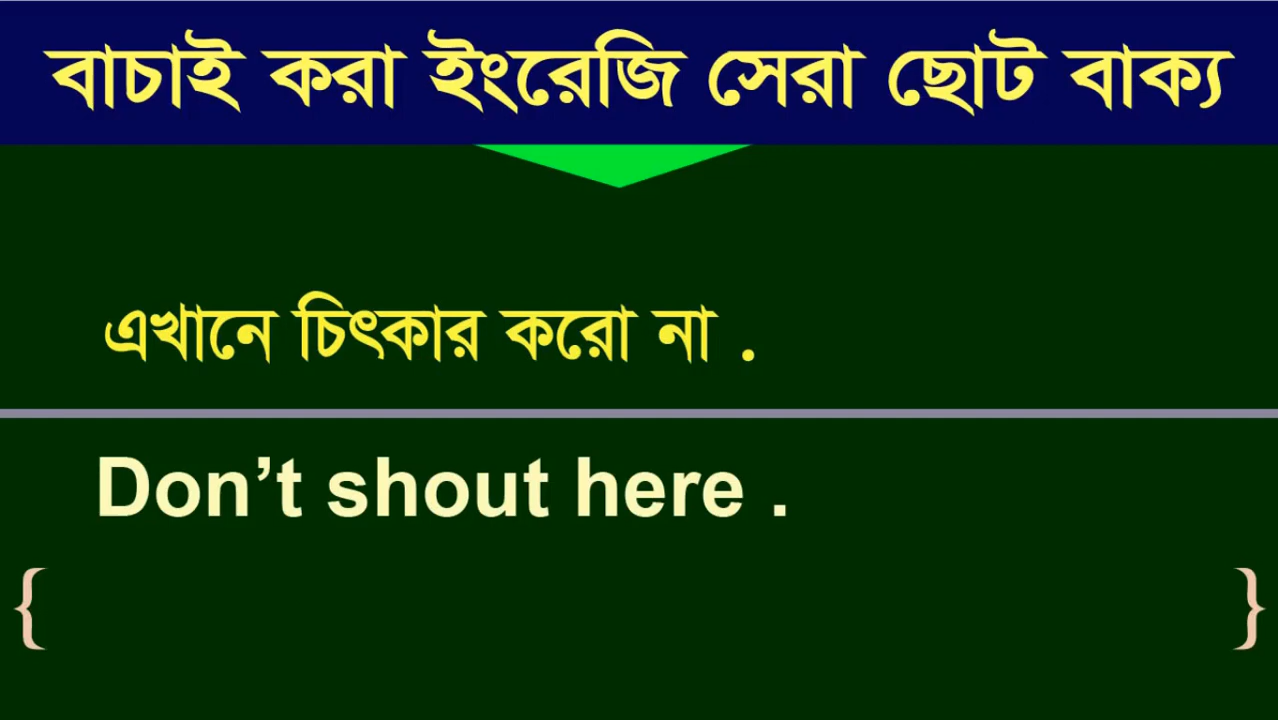 বাচাই করা ইংরেজি সেরা ছোট বাক্য
এখানে চিৎকার করো না .
Don’t shout here .
{ }